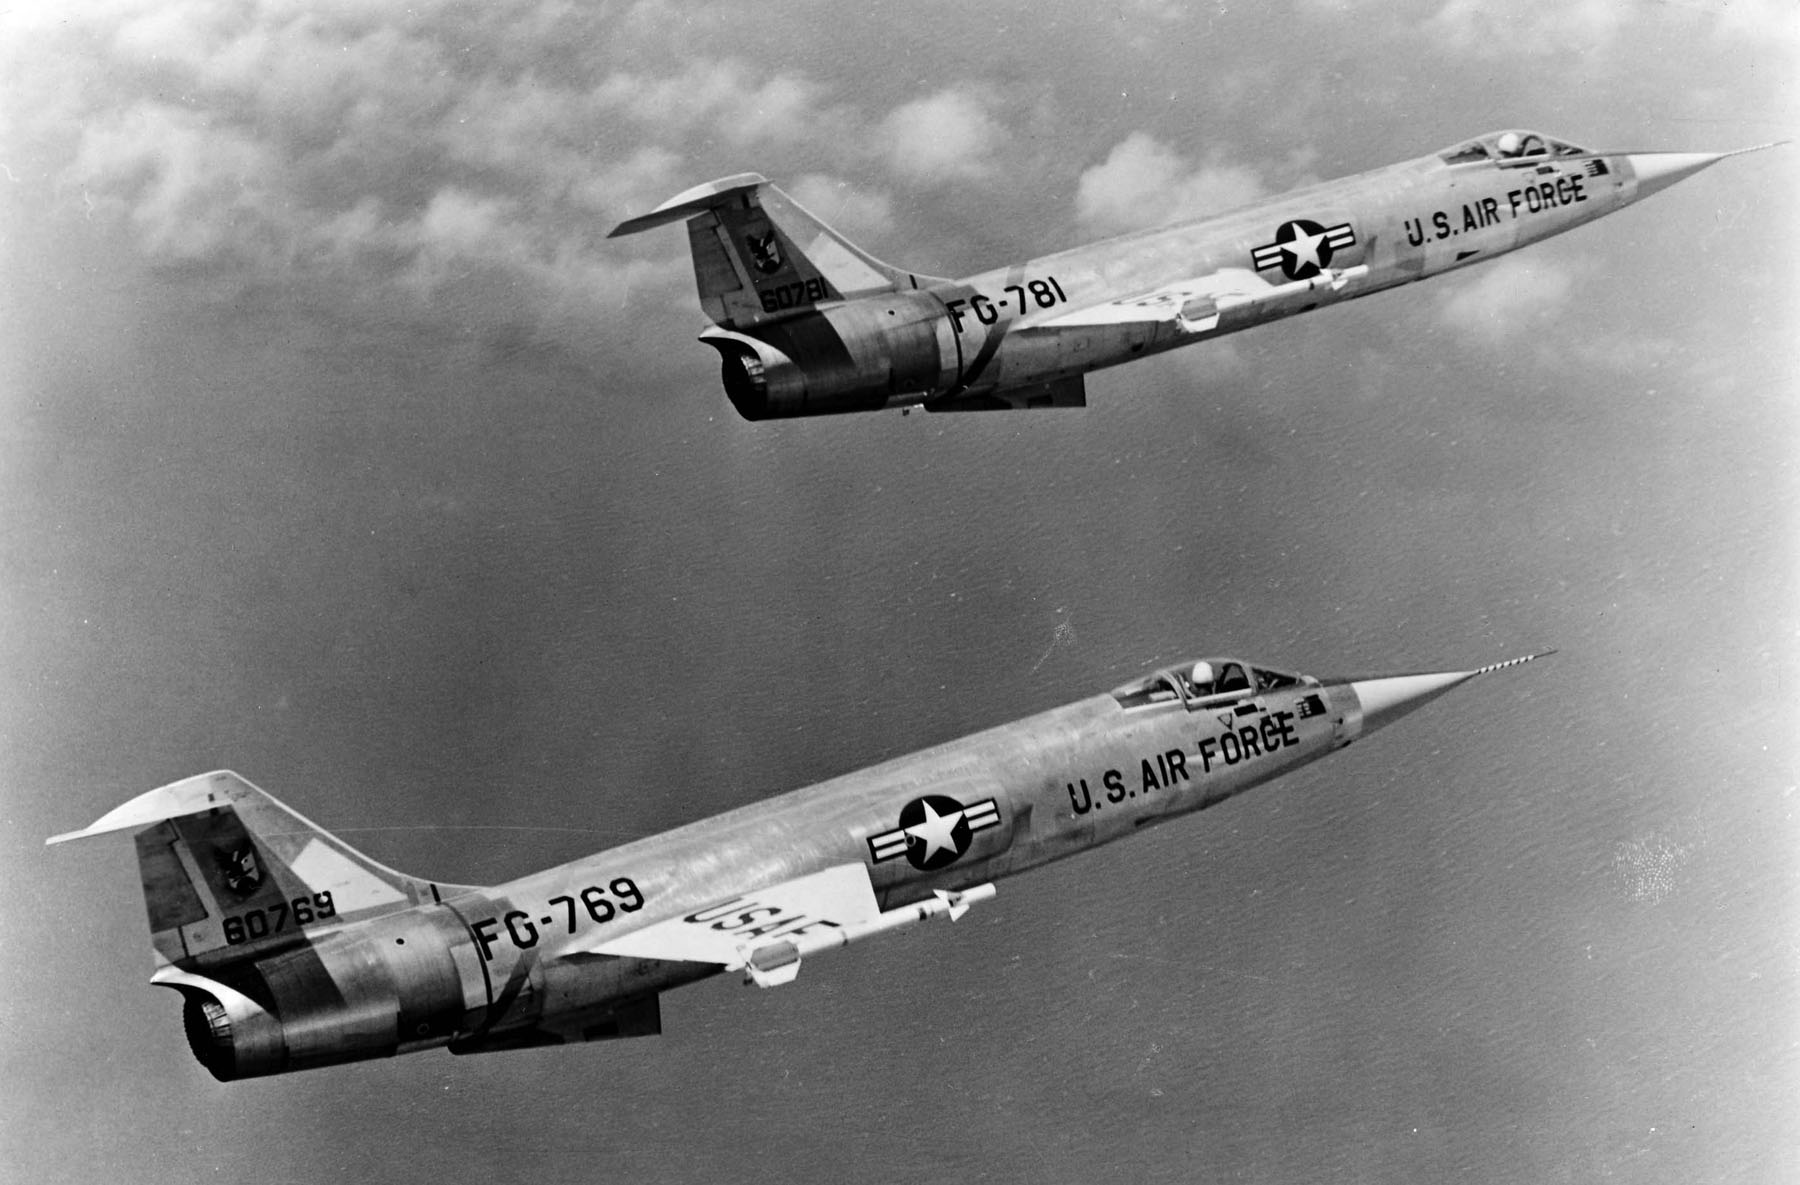 U.S. AIR FORCE
FG-781
60781
U.S. AIR FORCE
FG-769
60769
USAF